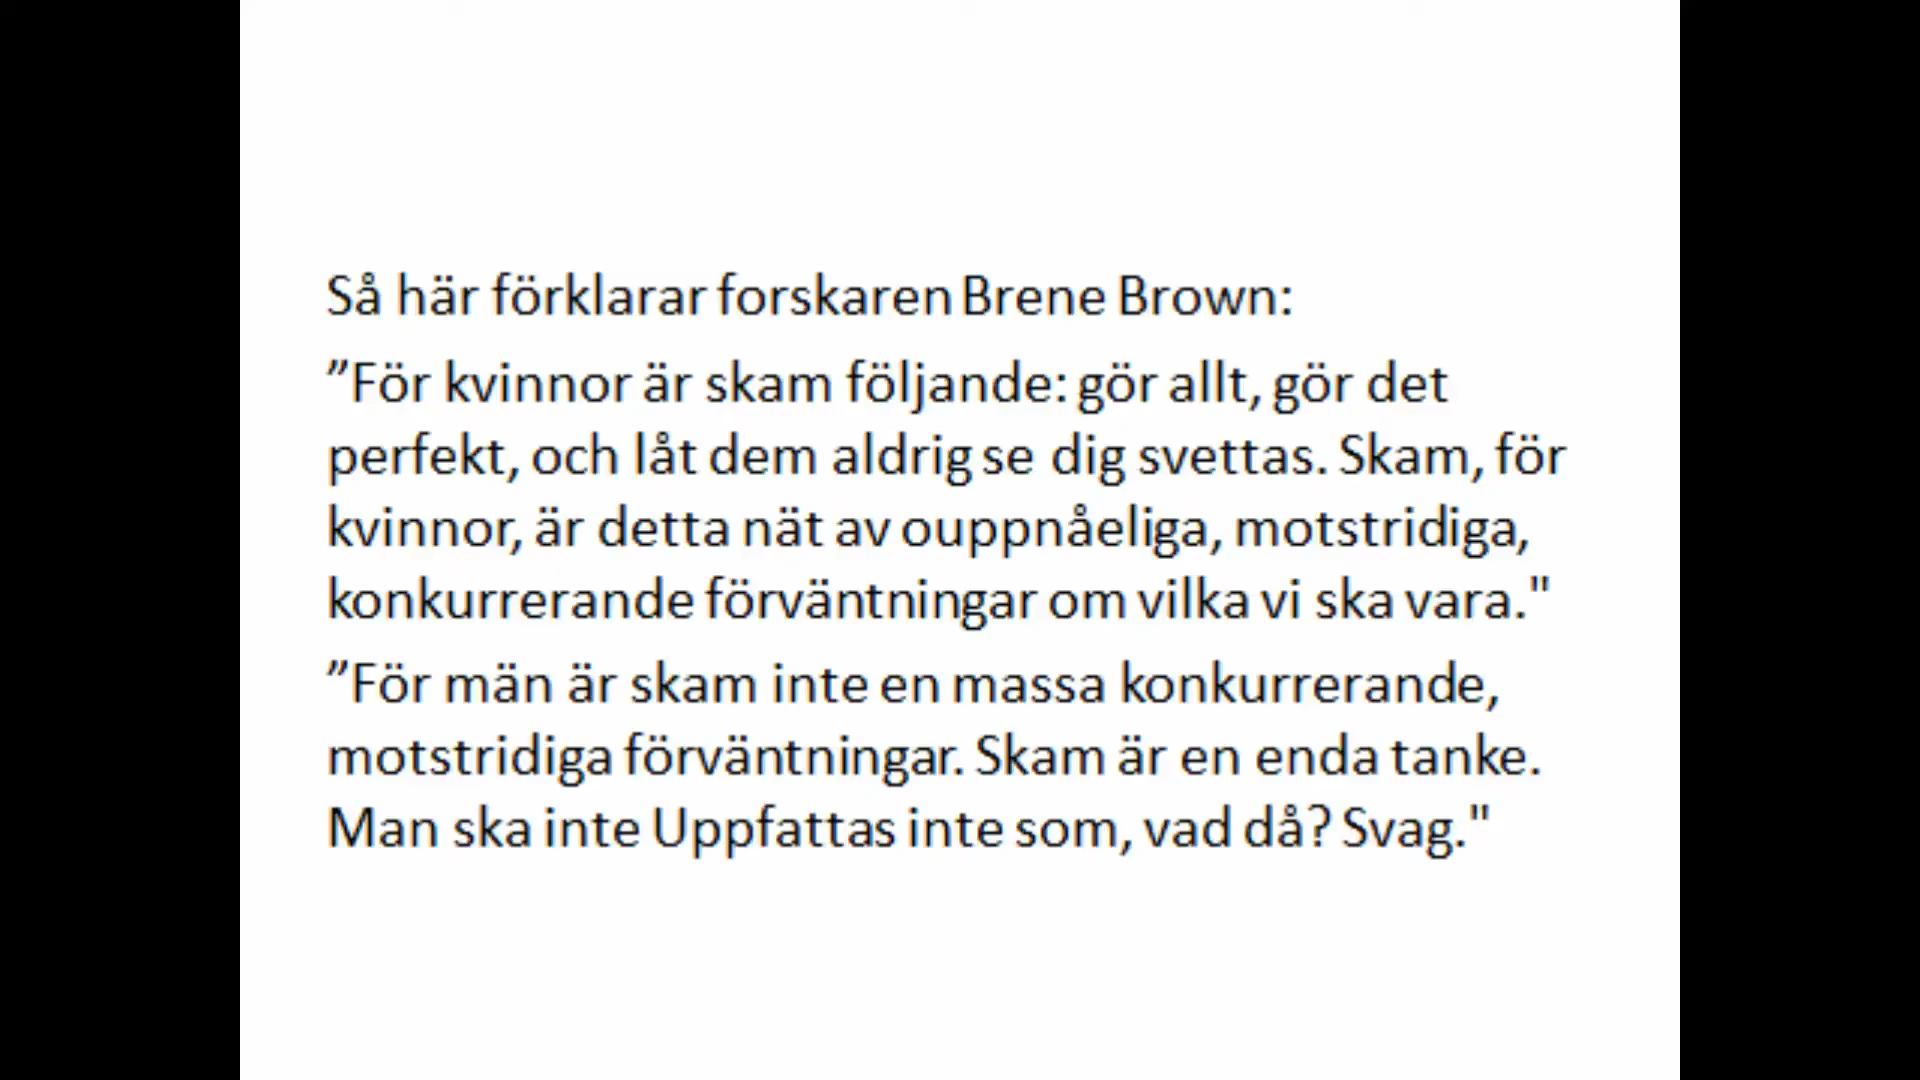 Så här förklarar forskaren Brene Brown:
”För kvinnor är skam följande: gör allt, gör det
perfekt, och låt dem aldrig se dig svettas. Skam, för
kvinnor, är detta nät av ouppnåeliga, motstridiga,
konkurrerande förväntningar om vilka vi ska vara."
”För män är skam inte en massa konkurrerande,
motstridiga förväntningar. Skam är en enda tanke.
Man ska inte Uppfattas inte som, vad då? Svag."